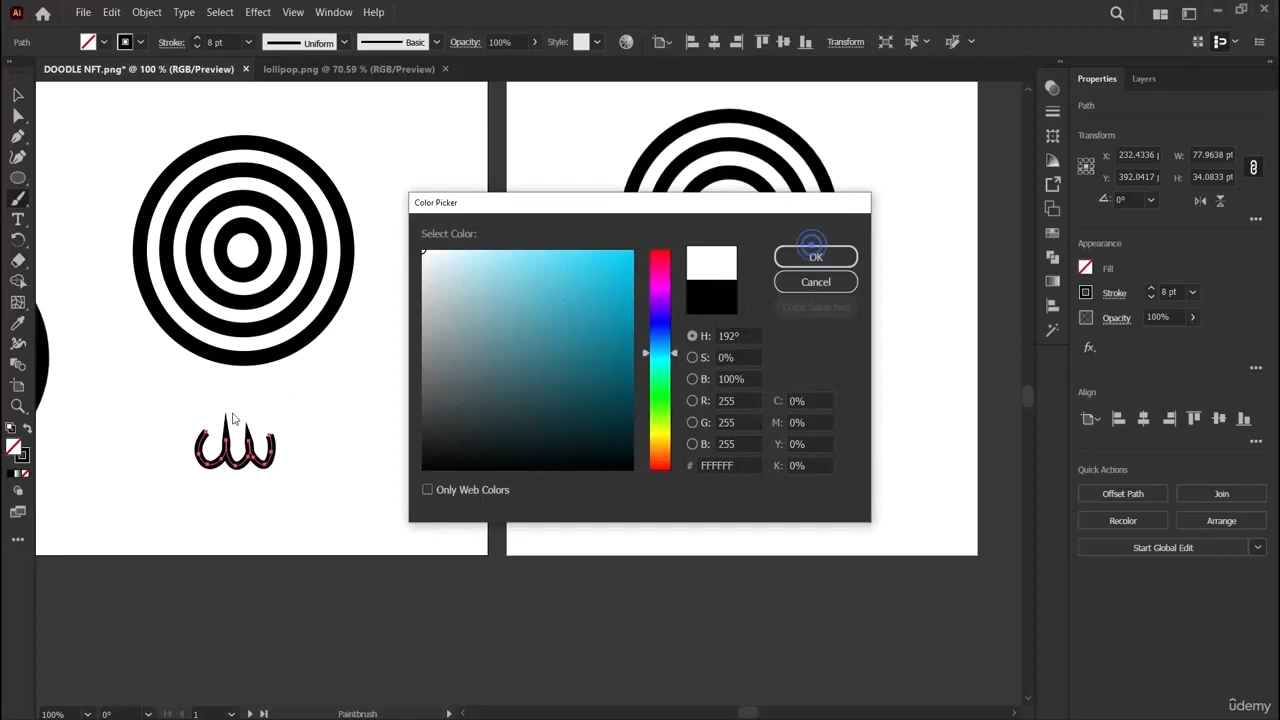 Ai File Edit Object Type Select Effect View Window Help
Path Stroke: 8 pt Uniform Basic Opacity: 100% Style: Transform
DOODLE NFT.png* @ 100 % (RGB/Preview) × lollipop.png @ 70.59 % (RGB/Preview) ×
Properties Layers
Path
Transform
X: 232.4336 p W: 77.9638 pt
Y: 392.0417 p H: 34.0833 pt
0°
Appearance
Fill
Stroke 8 pt
Opacity 100%
fx.
Align
Quick Actions
Offset Path Join
Recolor Arrange
Start Global Edit
Color Picker
Select Color:
OK
Cancel
Color Swatches
H: 192°
S: 0%
B: 100%
R: 255 C: 0%
G: 255 M: 0%
B: 255 Y: 0%
# FFFFFF K: 0%
Only Web Colors
100% 0° 1 Paintbrush
ûdemy